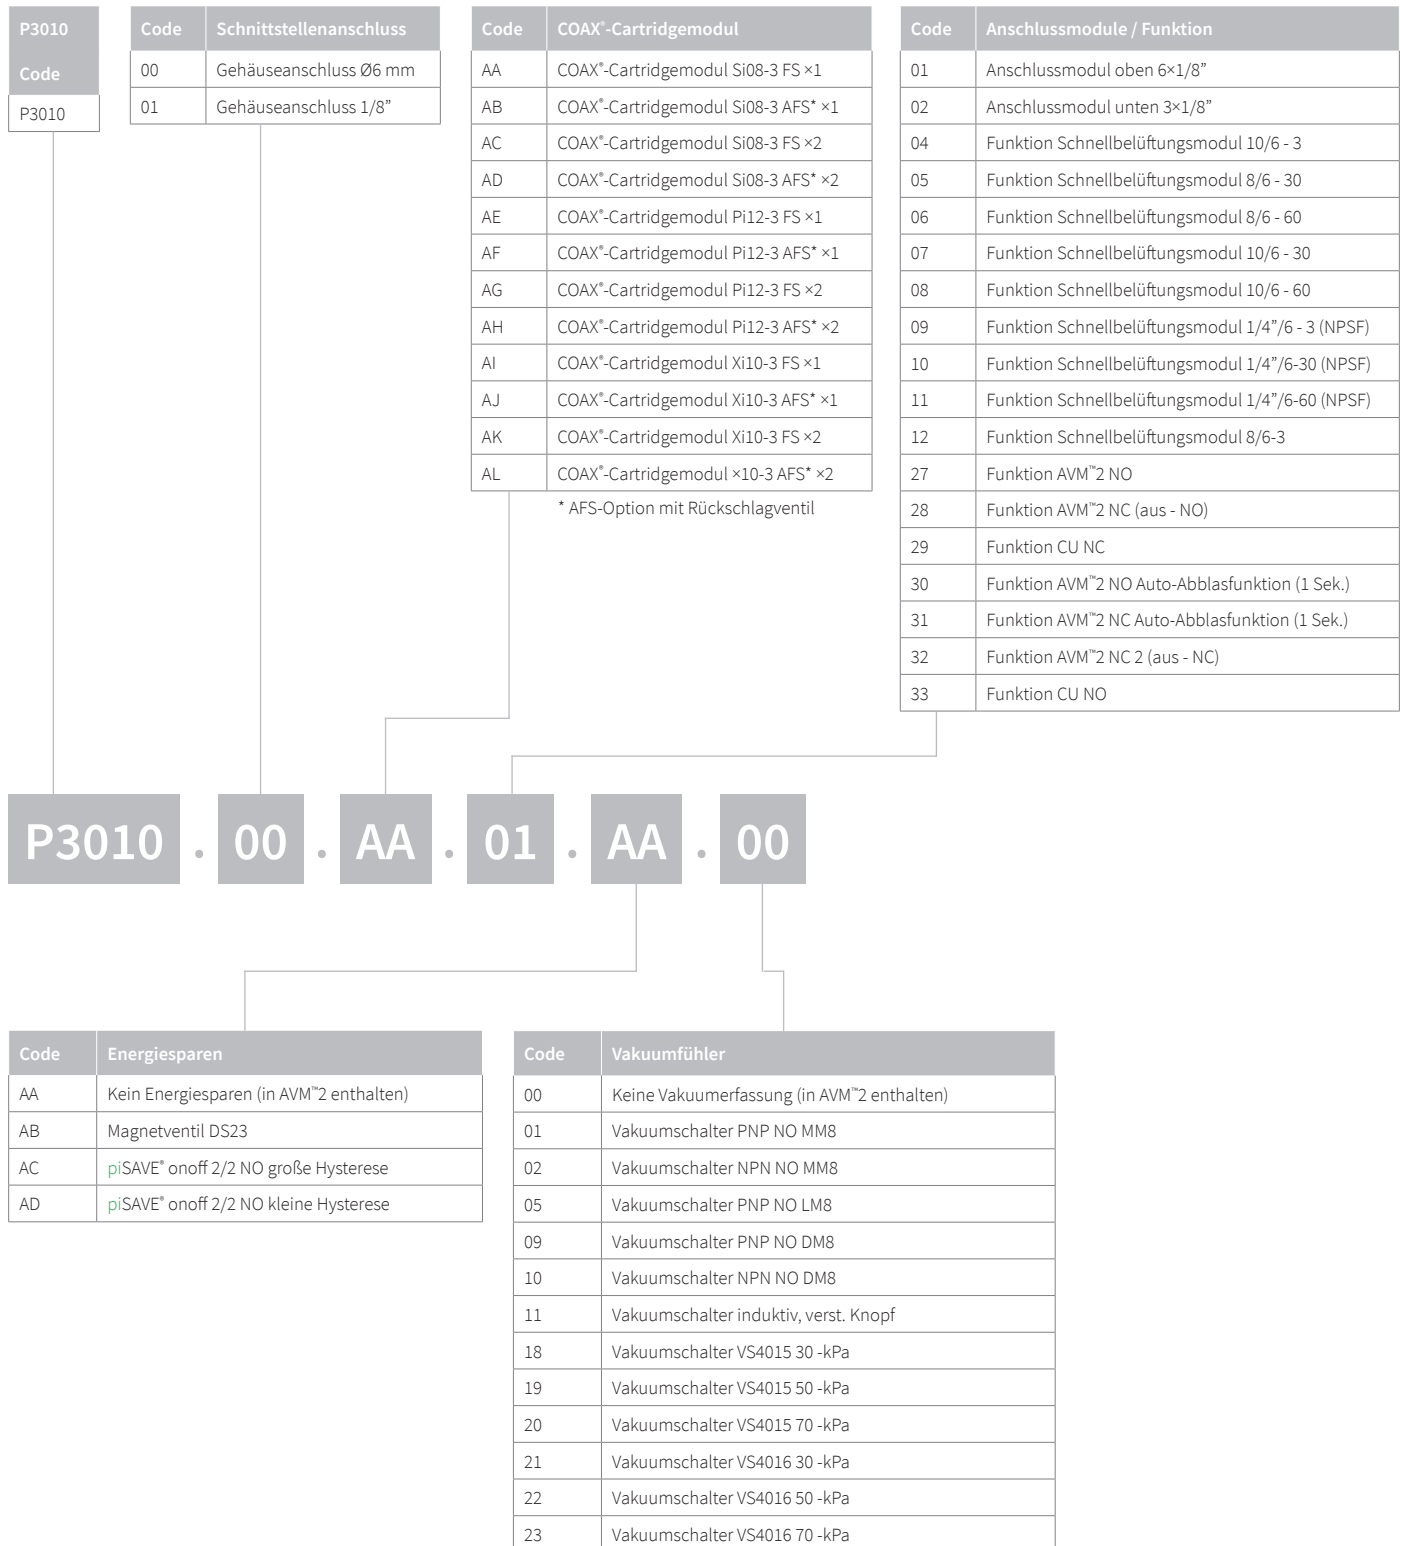 P3010
Code
P3010
Code Schnittstellenanschluss
00 Gehäuseanschluss Ø6 mm
01 Gehäuseanschluss 1/8”
Code COAX®-Cartridgemodul
AA COAX®-Cartridgemodul Si08-3 FS ×1
AB COAX®-Cartridgemodul Si08-3 AFS* ×1
AC COAX®-Cartridgemodul Si08-3 FS ×2
AD COAX®-Cartridgemodul Si08-3 AFS* ×2
AE COAX®-Cartridgemodul Pi12-3 FS ×1
AF COAX®-Cartridgemodul Pi12-3 AFS* ×1
AG COAX®-Cartridgemodul Pi12-3 FS ×2
AH COAX®-Cartridgemodul Pi12-3 AFS* ×2
AI COAX®-Cartridgemodul Xi10-3 FS ×1
AJ COAX®-Cartridgemodul Xi10-3 AFS* ×1
AK COAX®-Cartridgemodul Xi10-3 FS ×2
AL COAX®-Cartridgemodul ×10-3 AFS* ×2
* AFS-Option mit Rückschlagventil
Code Anschlussmodule / Funktion
01 Anschlussmodul oben 6×1/8”
02 Anschlussmodul unten 3×1/8”
04 Funktion Schnellbelüftungsmodul 10/6 - 3
05 Funktion Schnellbelüftungsmodul 8/6 - 30
06 Funktion Schnellbelüftungsmodul 8/6 - 60
07 Funktion Schnellbelüftungsmodul 10/6 - 30
08 Funktion Schnellbelüftungsmodul 10/6 - 60
09 Funktion Schnellbelüftungsmodul 1/4”/6 - 3 (NPSF)
10 Funktion Schnellbelüftungsmodul 1/4”/6-30 (NPSF)
11 Funktion Schnellbelüftungsmodul 1/4”/6-60 (NPSF)
12 Funktion Schnellbelüftungsmodul 8/6-3
27 Funktion AVM™2 NO
28 Funktion AVM™2 NC (aus - NO)
29 Funktion CU NC
30 Funktion AVM™2 NO Auto-Abblasfunktion (1 Sek.)
31 Funktion AVM™2 NC Auto-Abblasfunktion (1 Sek.)
32 Funktion AVM™2 NC 2 (aus - NC)
33 Funktion CU NO
P3010 . 00 . AA . 01 . AA . 00
Code Energiesparen
AA Kein Energiesparen (in AVM™2 enthalten)
AB Magnetventil DS23
AC piSAVE® onoff 2/2 NO große Hysterese
AD piSAVE® onoff 2/2 NO kleine Hysterese
Code Vakuumfühler
00 Keine Vakuumerfassung (in AVM™2 enthalten)
01 Vakuumschalter PNP NO MM8
02 Vakuumschalter NPN NO MM8
05 Vakuumschalter PNP NO LM8
09 Vakuumschalter PNP NO DM8
10 Vakuumschalter NPN NO DM8
11 Vakuumschalter induktiv, verst. Knopf
18 Vakuumschalter VS4015 30 -kPa
19 Vakuumschalter VS4015 50 -kPa
20 Vakuumschalter VS4015 70 -kPa
21 Vakuumschalter VS4016 30 -kPa
22 Vakuumschalter VS4016 50 -kPa
23 Vakuumschalter VS4016 70 -kPa